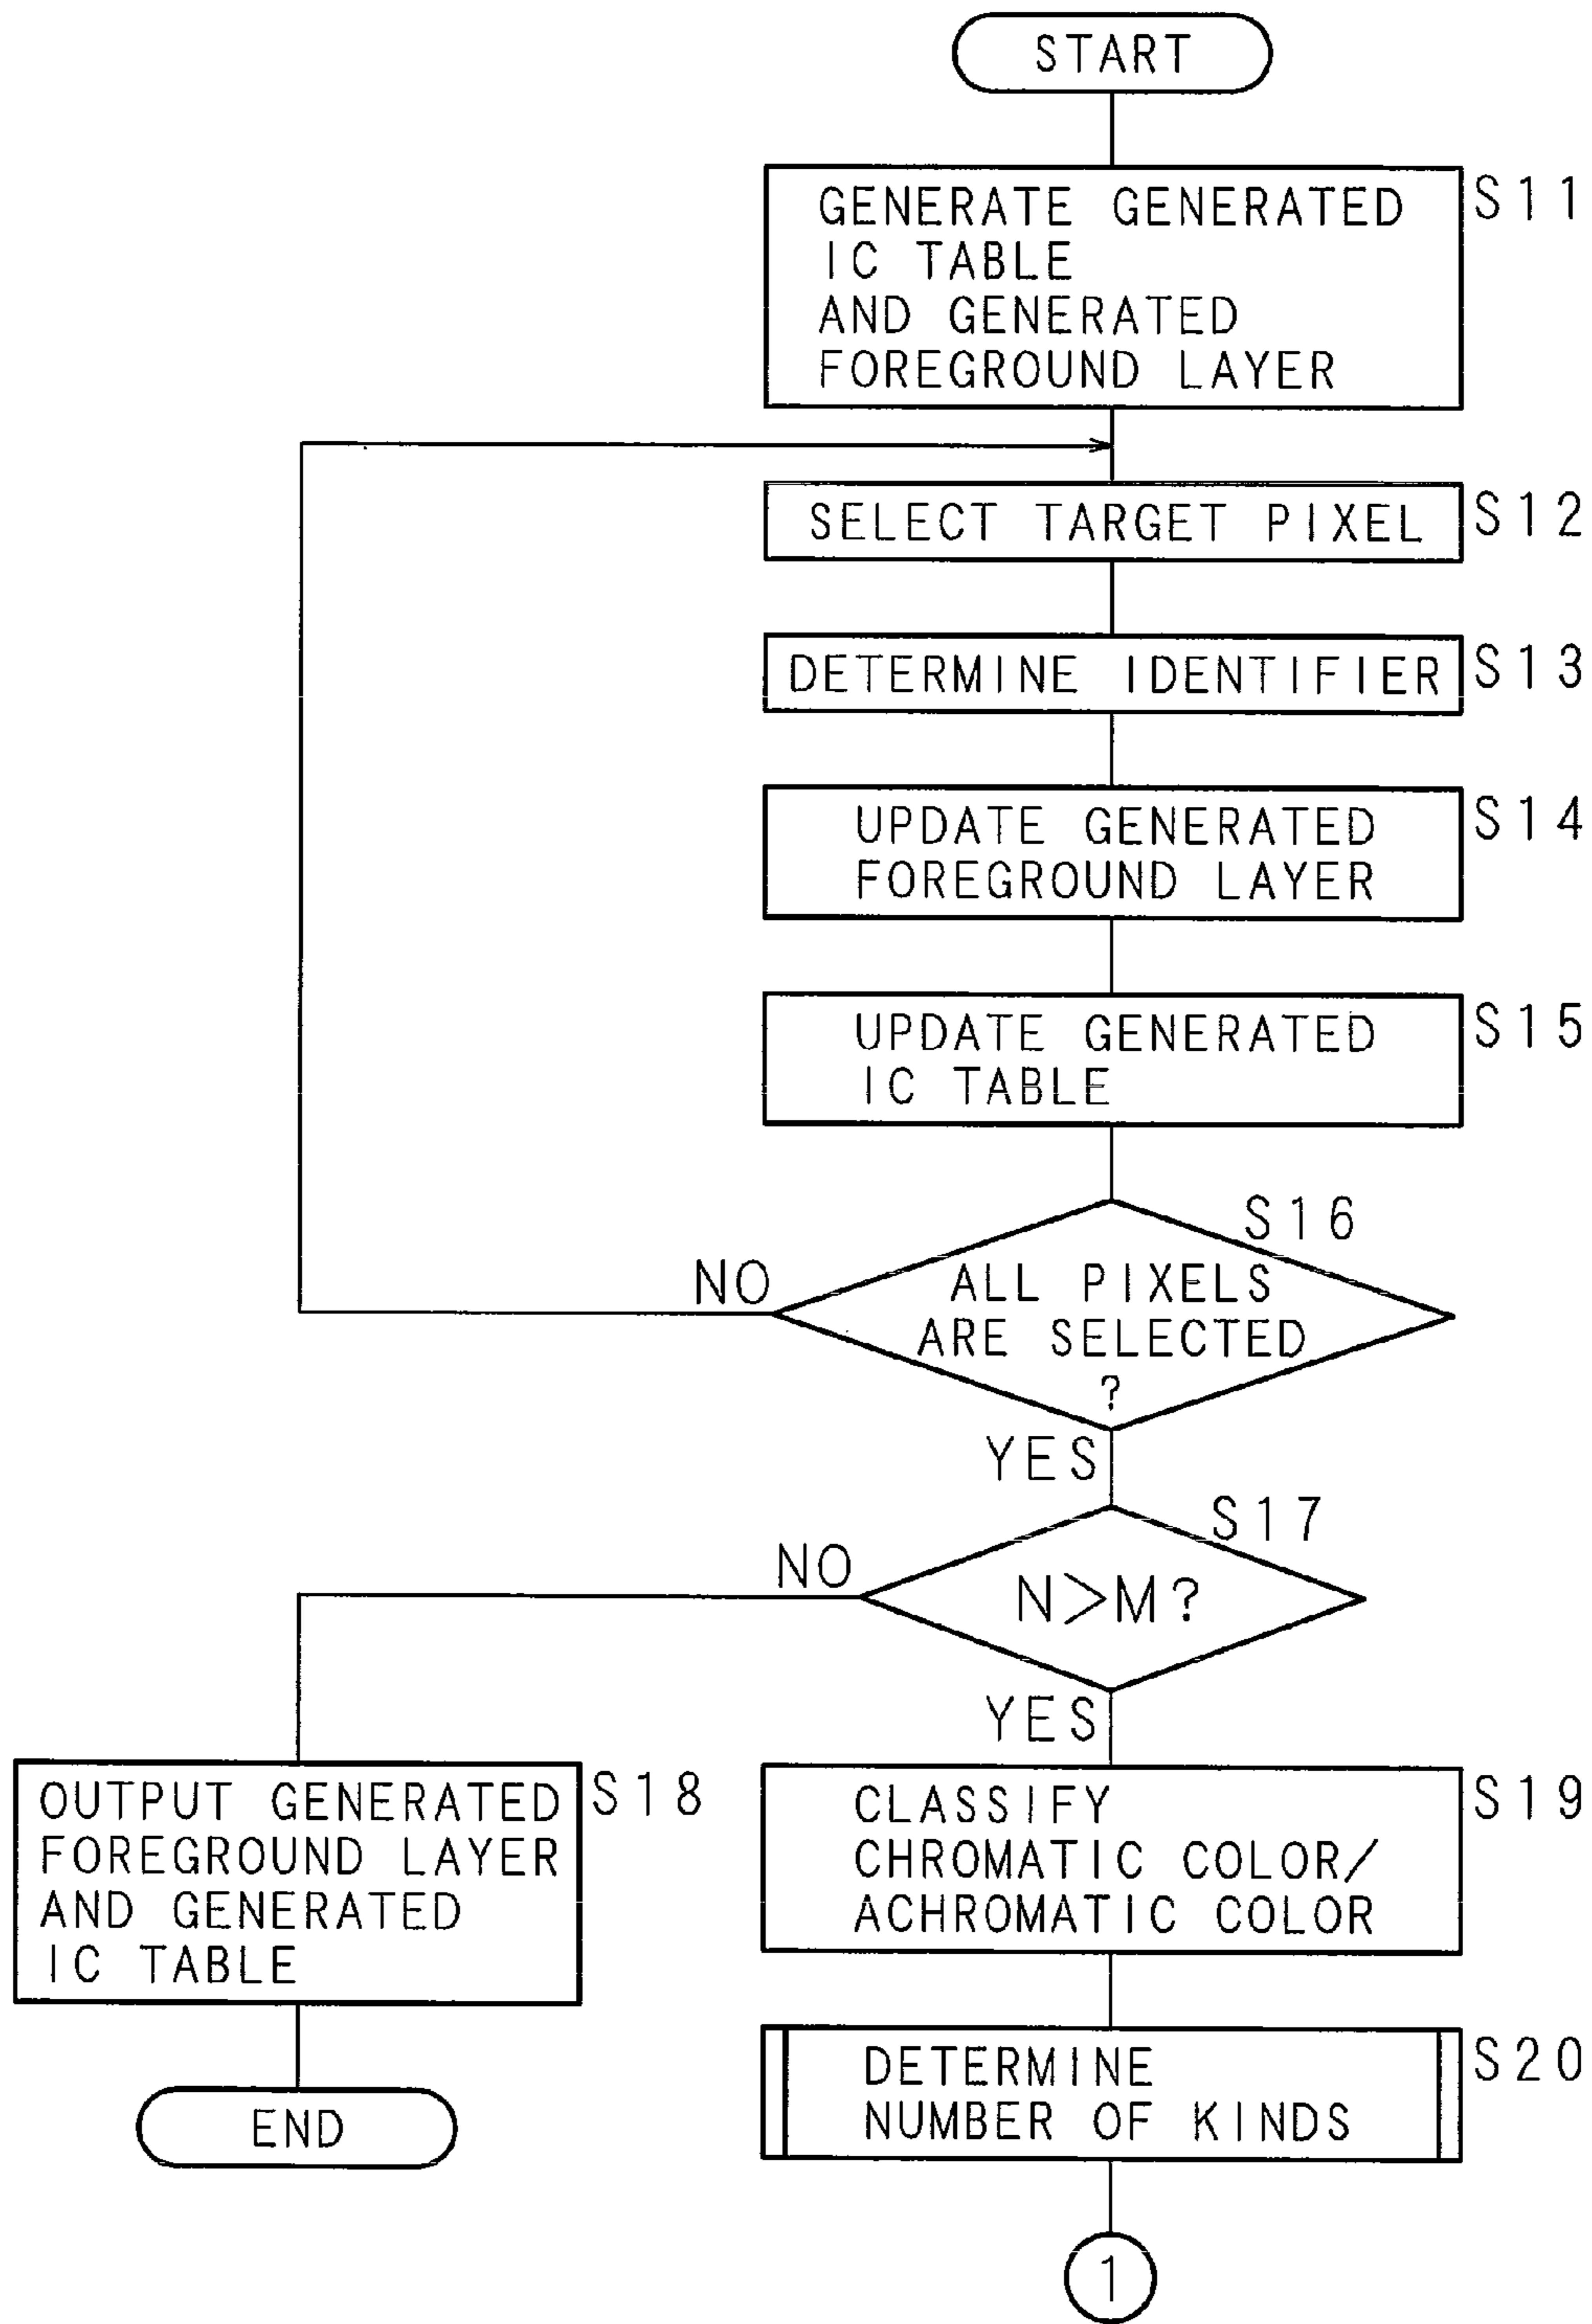 START
GENERATE GENERATED
IC TABLE
AND GENERATED
FOREGROUND LAYER
S11
SELECT TARGET PIXEL
S12
DETERMINE IDENTIFIER
S13
UPDATE GENERATED
FOREGROUND LAYER
S14
UPDATE GENERATED
IC TABLE
S15
S16
ALL PIXELS
ARE SELECTED
?
NO
YES
S17
N>M?
NO
YES
OUTPUT GENERATED
FOREGROUND LAYER
AND GENERATED
IC TABLE
S18
END
CLASSIFY
CHROMATIC COLOR/
ACHROMATIC COLOR
S19
DETERMINE
NUMBER OF KINDS
S20
1